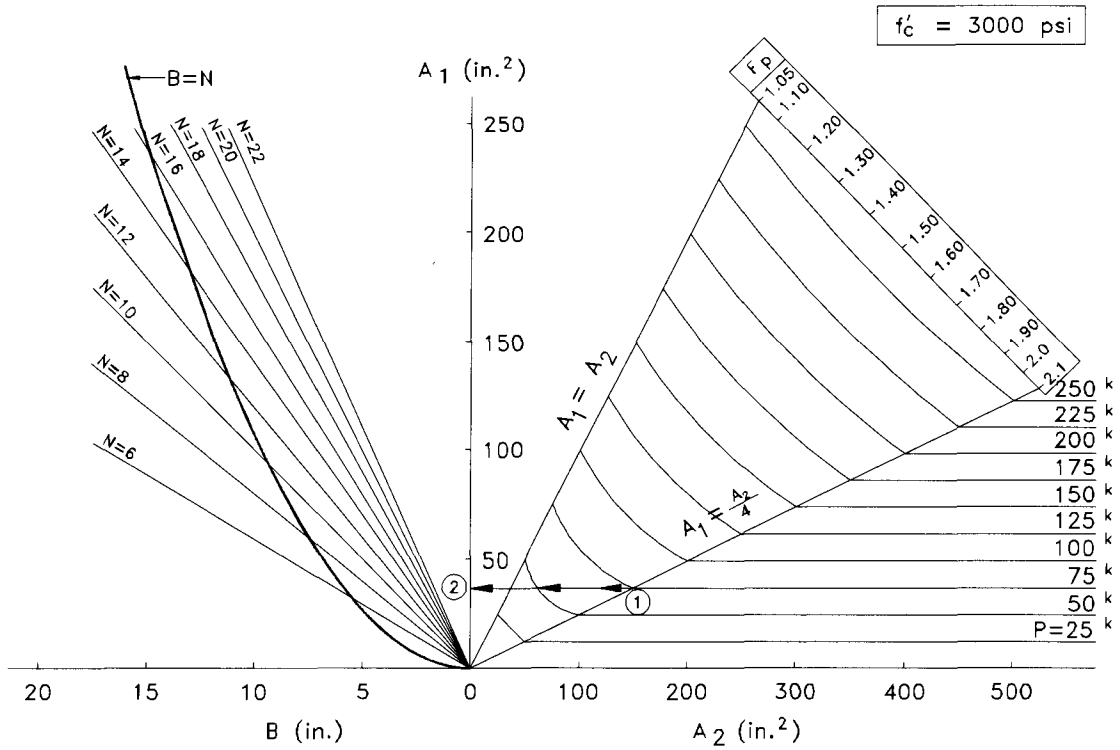 f'c = 3000 psi
A1 (in.²)
B=N
N=14
N=16
N=18
N=20
N=22
N=12
N=10
N=8
N=6
250
200
150
100
50
Fp
1.05
1.10
1.20
1.30
1.40
1.50
1.60
1.70
1.80
1.90
2.0
2.1
A1 = A2
A1 = A2/4
250 k
225 k
200 k
175 k
150 k
125 k
100 k
75 k
50 k
P=25 k
2
1
20 15 10 5 0 100 200 300 400 500
B (in.) A2 (in.²)